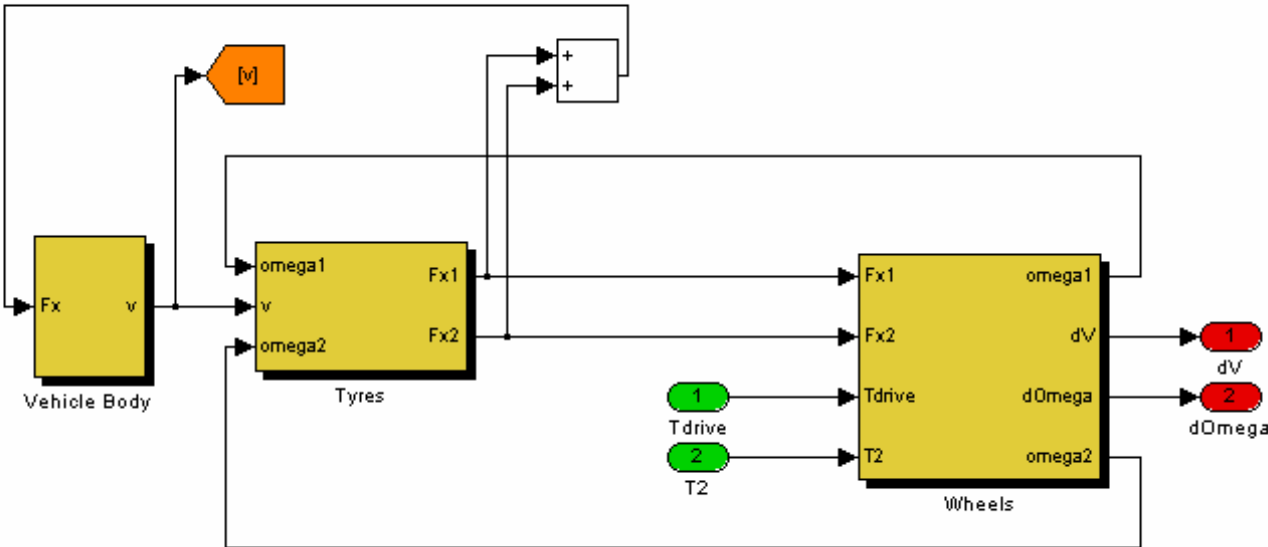 +
[v]
+
omega1
Fx1
Fx1
omega1
Fx
v
v
omega2
Fx2
Fx2
dV
1
dV
Vehicle Body
Tyres
1
Tdrive
dOmega
2
Tdrive
dOmega
2
T2
omega2
T2
Wheels